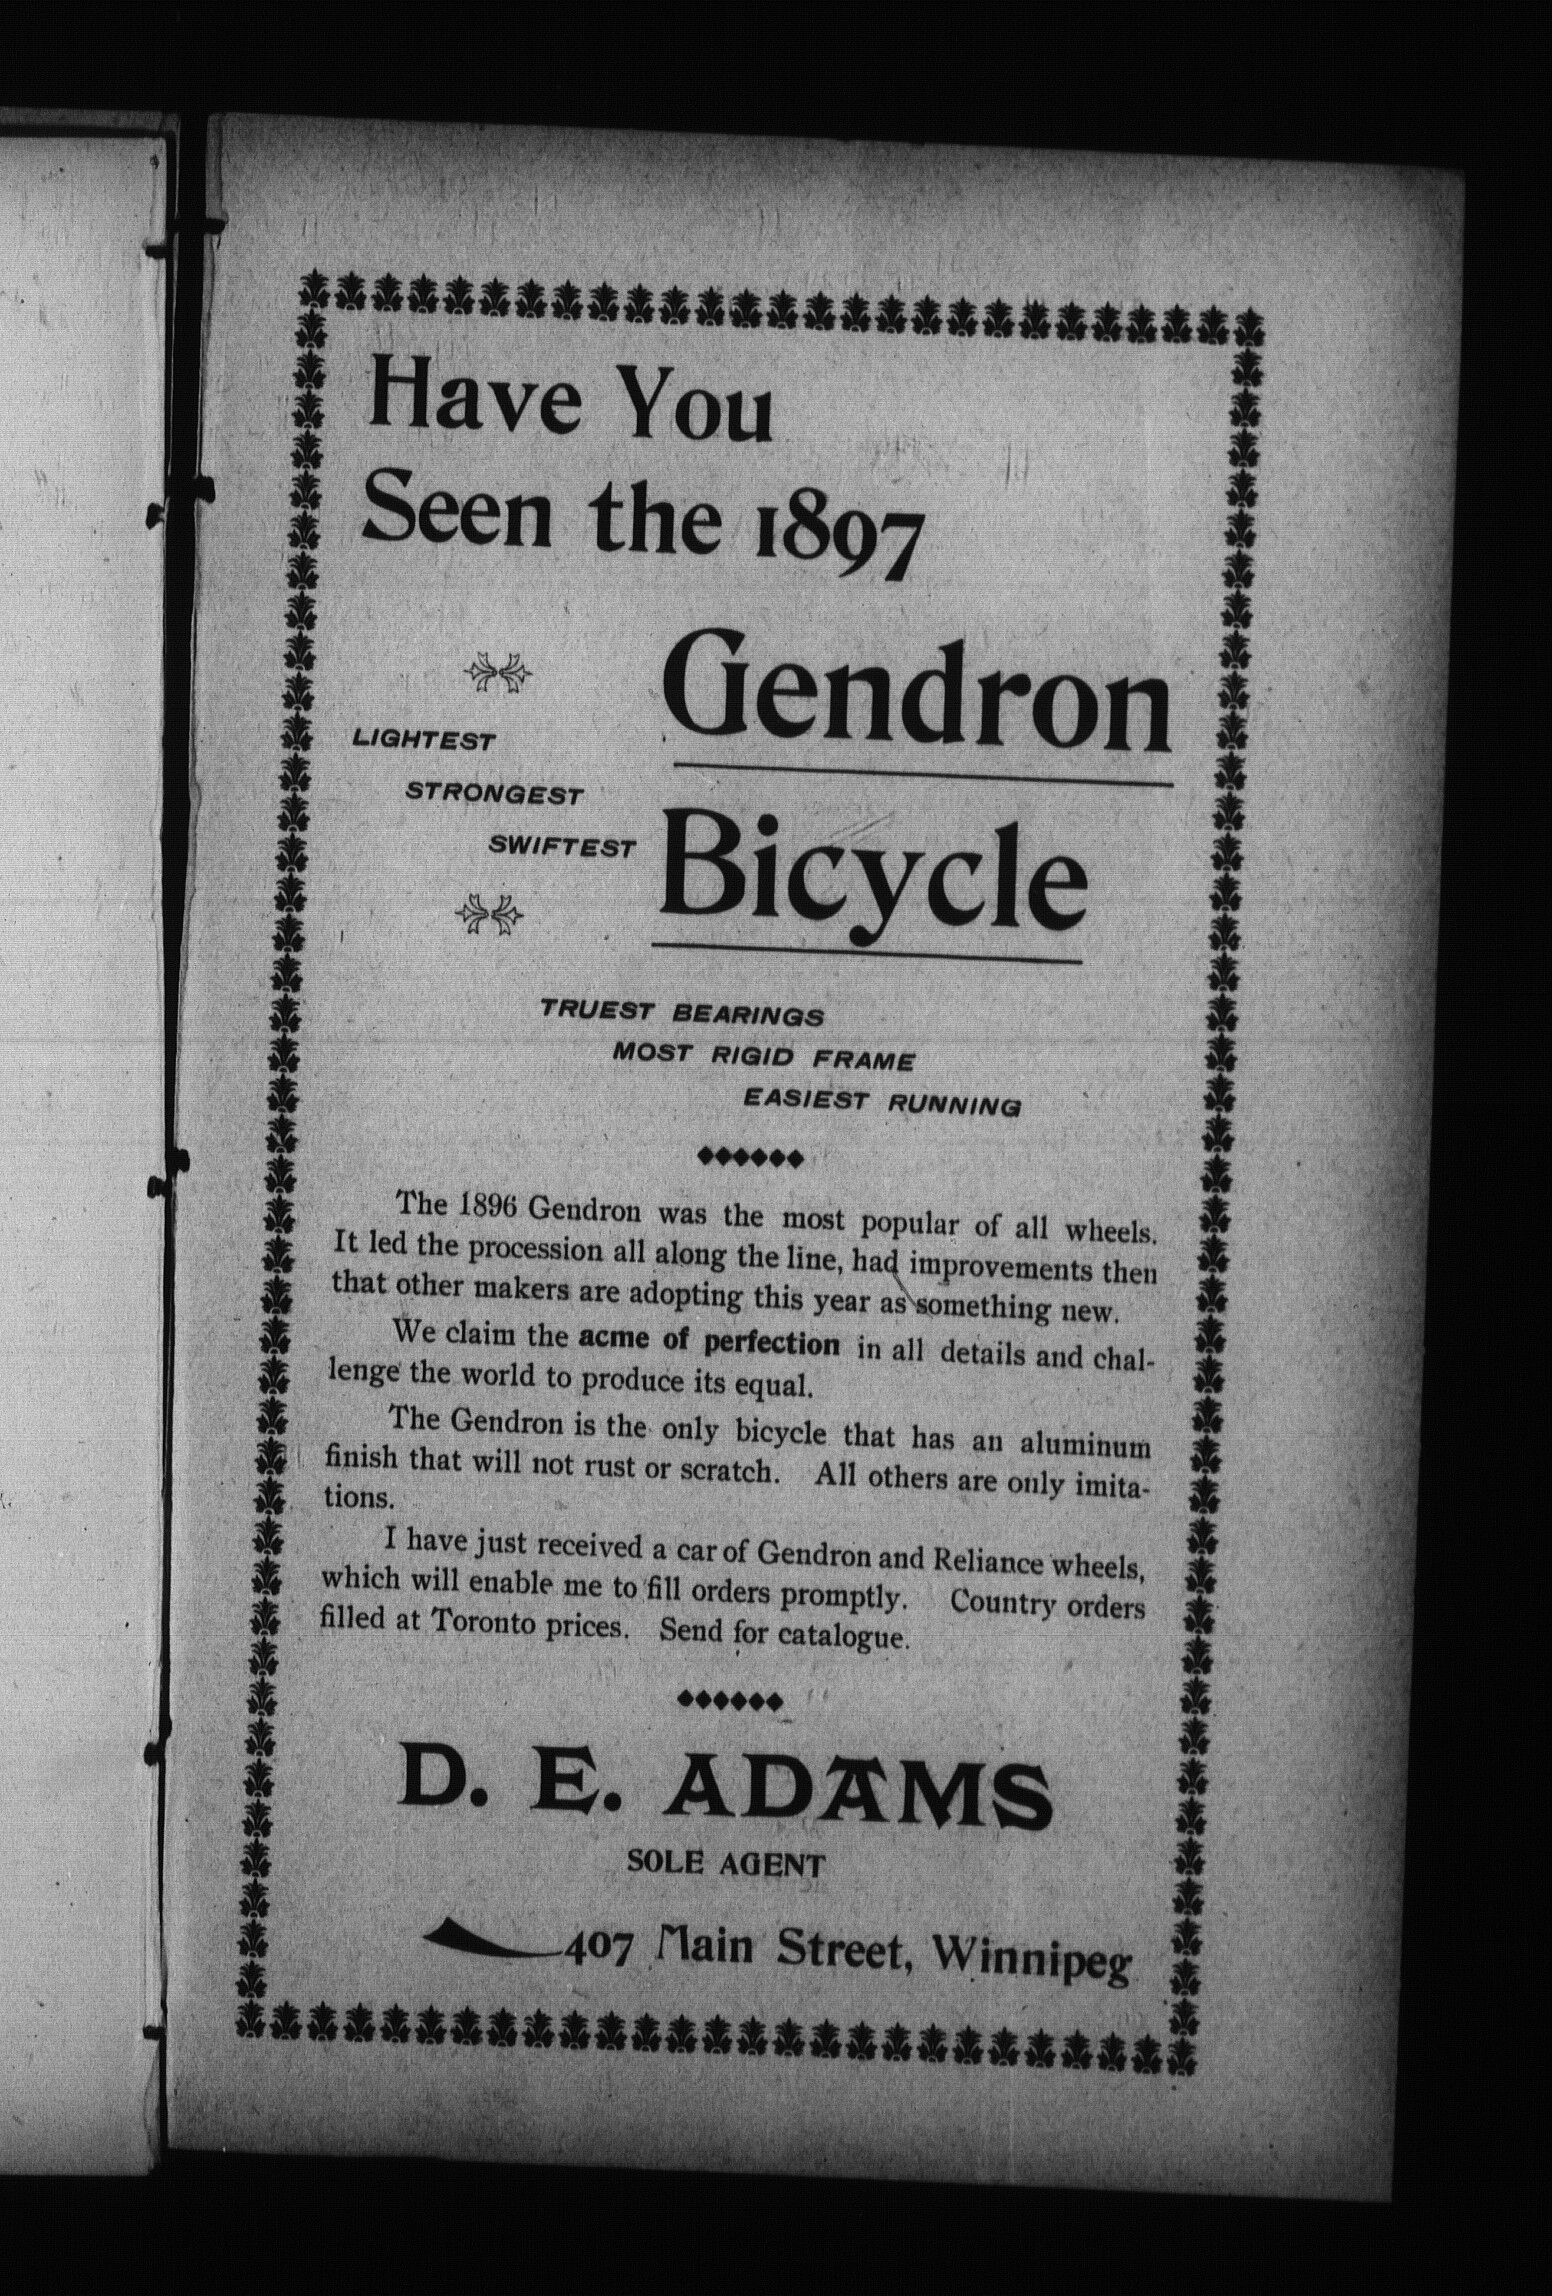 Have You
Seen the 1897
Gendron
Bicycle
LIGHTEST
STRONGEST
SWIFTEST
TRUEST BEARINGS
MOST RIGID FRAME
EASIEST RUNNING
The 1896 Gendron was the most popular of all wheels.
It led the procession all along the line, had improvements then
that other makers are adopting this year as something new.
We claim the acme of perfection in all details and chal-
lenge the world to produce its equal.
The Gendron is the only bicycle that has an aluminum
finish that will not rust or scratch. All others are only imita-
tions.
I have just received a car of Gendron and Reliance wheels,
which will enable me to fill orders promptly. Country orders
filled at Toronto prices. Send for catalogue.
D. E. ADAMS
SOLE AGENT
407 Main Street, Winnipeg